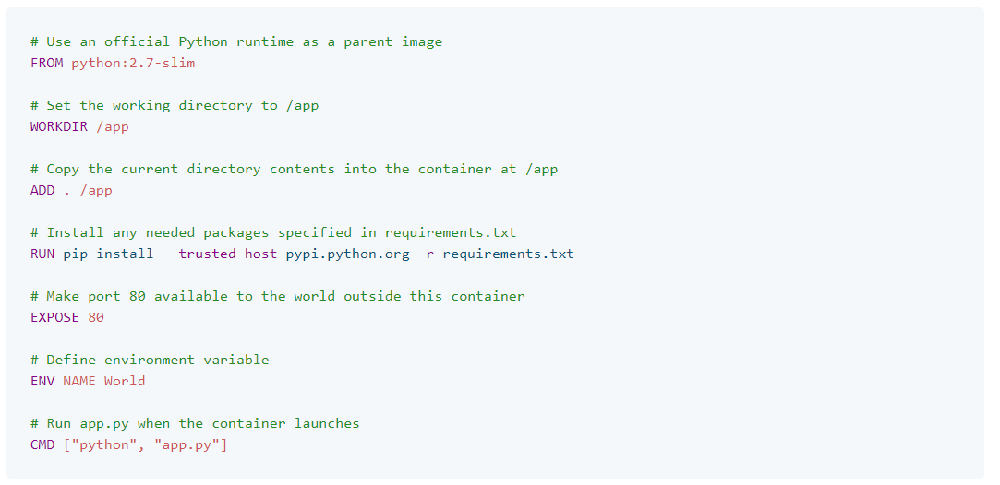 # Use an official Python runtime as a parent image
FROM python:2.7-slim
# Set the working directory to /app
WORKDIR /app
# Copy the current directory contents into the container at /app
ADD . /app
# Install any needed packages specified in requirements.txt
RUN pip install --trusted-host pypi.python.org -r requirements.txt
# Make port 80 available to the world outside this container
EXPOSE 80
# Define environment variable
ENV NAME World
# Run app.py when the container launches
CMD ["python", "app.py"]